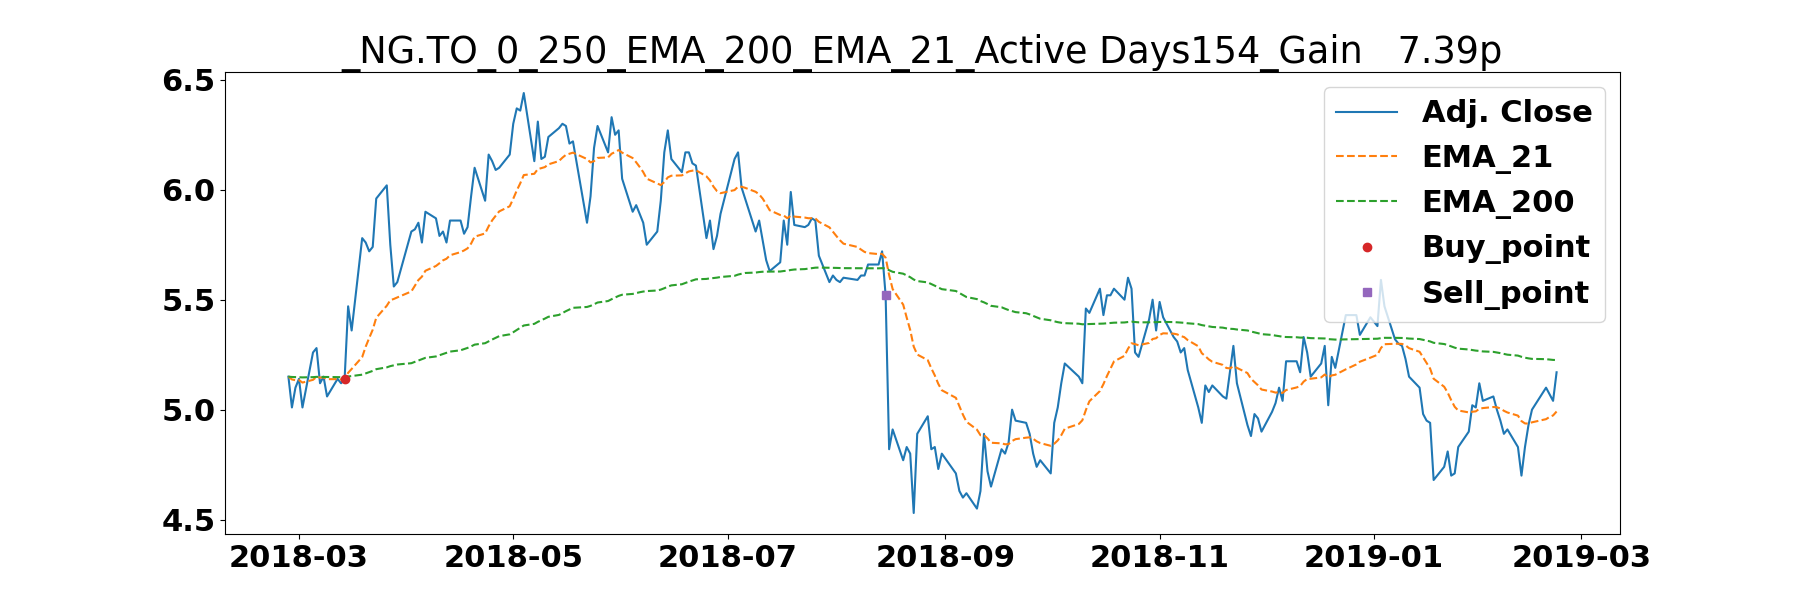 _NG.TO_0_250_EMA_200_EMA_21_Active Days154_Gain   7.39p
6.5
6.0
5.5
5.0
4.5
2018-03 2018-05 2018-07 2018-09 2018-11 2019-01 2019-03
Adj. Close
EMA_21
EMA_200
Buy_point
Sell_point